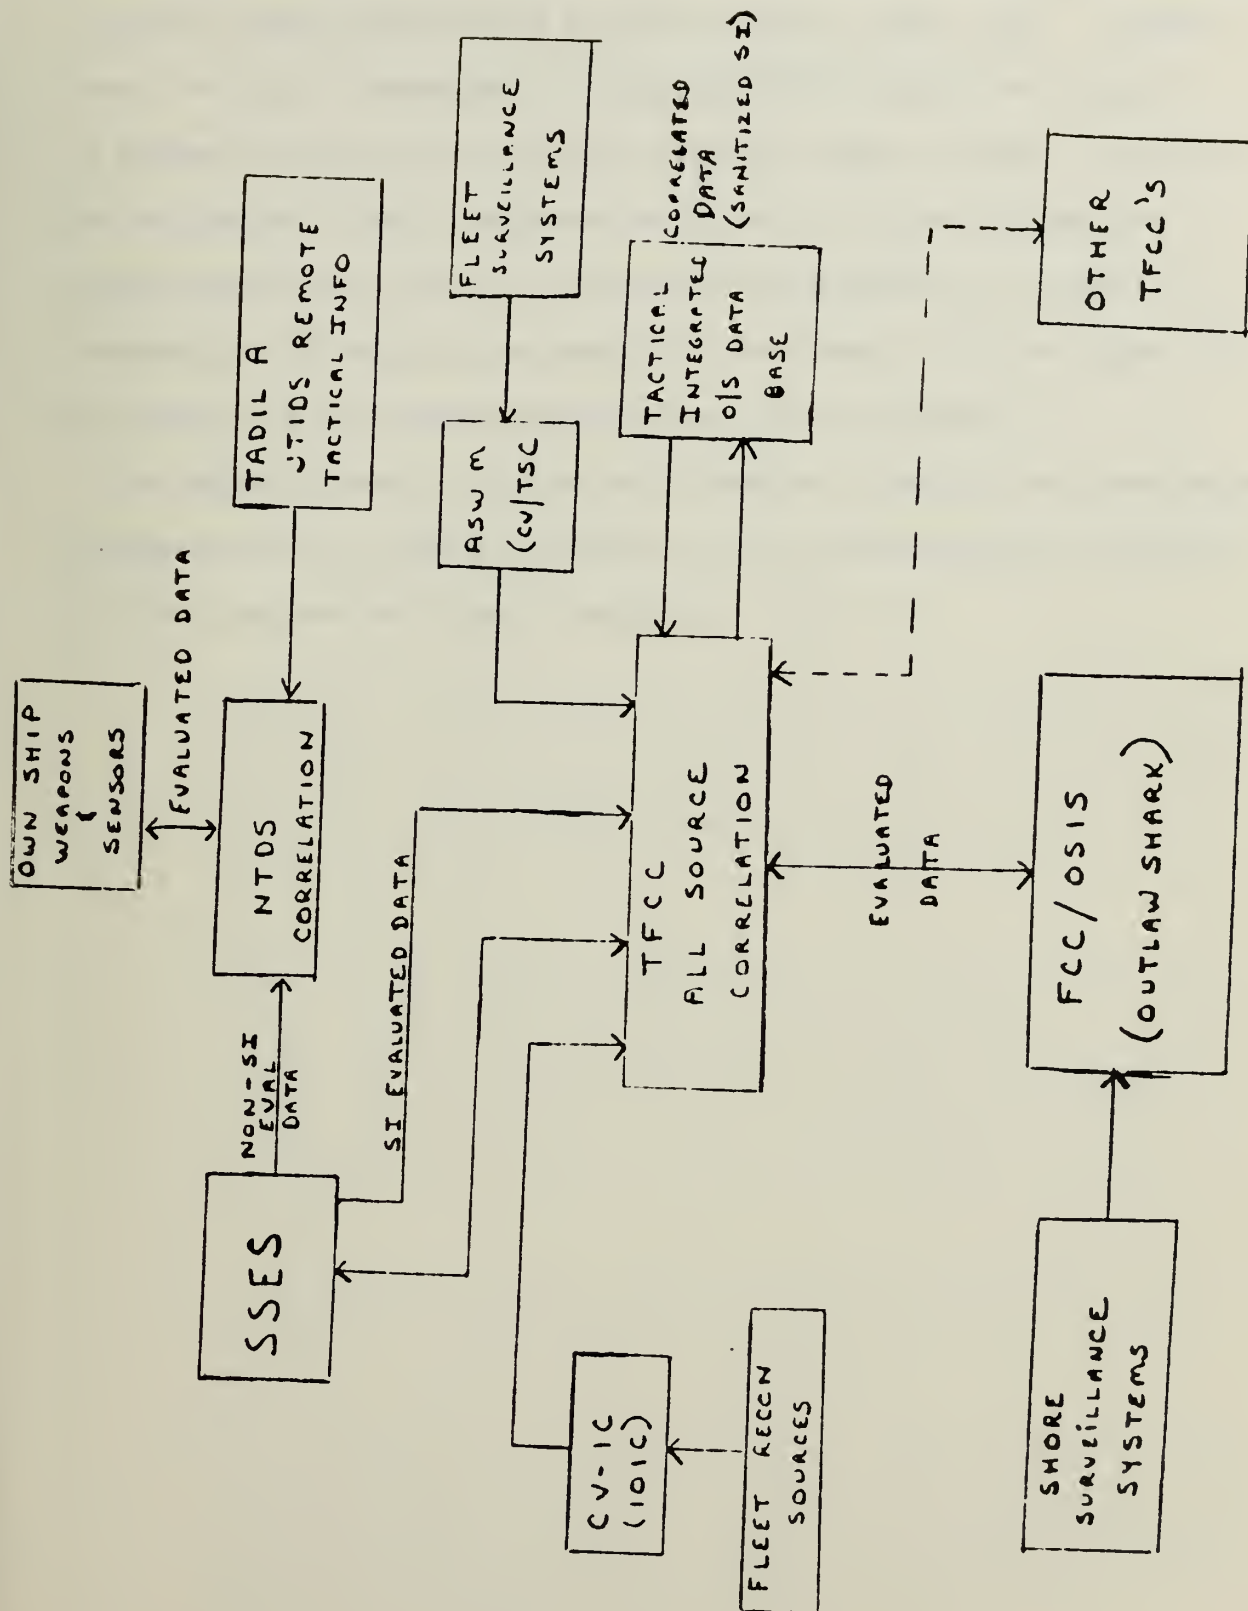 OWN SHIP
WEAPONS
&
SENSORS
EVALUATED DATA
NTDS
CORRELATION
TADIL A
JTIDS REMOTE
TACTICAL INFO
NON-SI
EVAL
DATA
SSES
SI EVALUATED DATA
FLEET
SURVEILLANCE
SYSTEMS
ASW M
(CV/TSC
CV-IC
(IOIC)
FLEET RECCN
SOURCES
TFCC
ALL SOURCE
CORRELATION
TACTICAL
INTEGRATED
O/S DATA
BASE
CORRELATED
DATA
(SANITIZED SI)
EVALUATED
DATA
OTHER
TFCC'S
FCC/OSIS
(OUTLAW SHARK)
SHORE
SURVEILLANCE
SYSTEMS